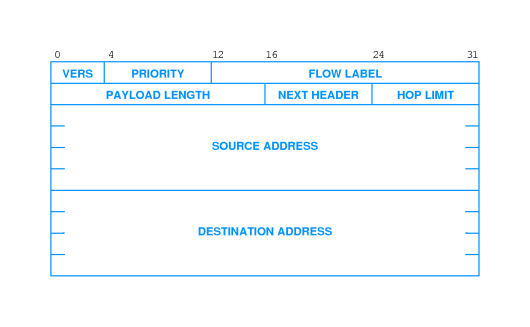 0 4 12 16 24 31
VERS PRIORITY FLOW LABEL
PAYLOAD LENGTH NEXT HEADER HOP LIMIT
SOURCE ADDRESS
DESTINATION ADDRESS